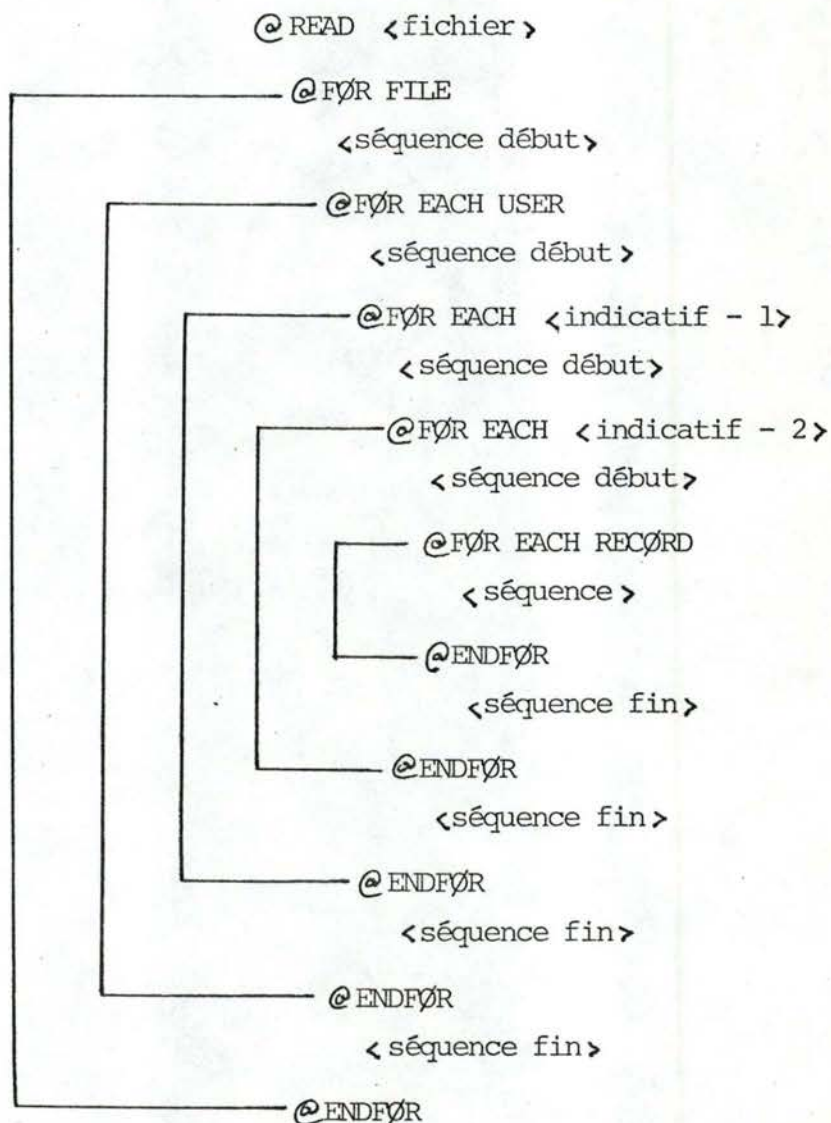 @ READ <fichier>
@ FØR FILE
<séquence début>
@FØR EACH USER
<séquence début>
@FØR EACH <indicatif - 1>
<séquence début>
@FØR EACH <indicatif - 2>
<séquence début>
@FØR EACH RECØRD
<séquence>
@ENDFØR
<séquence fin>
@ENDFØR
<séquence fin>
@ENDFØR
<séquence fin>
@ENDFØR
<séquence fin>
@ENDFØR